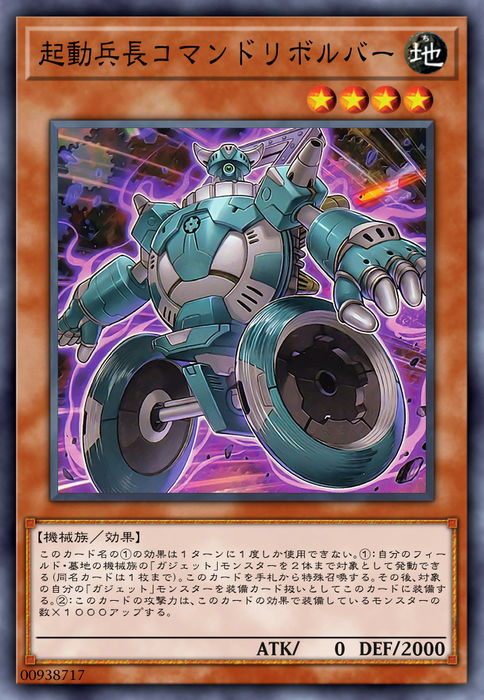 起動兵長コマンドリボルバー
ち
地
【機械族／効果】
このカード名の①の効果は１ターンに１度しか使用できない。①：自分のフィー
ルド・墓地の機械族の「ガジェット」モンスターを２体まで対象として発動できる
（同名カードは１枚まで）。このカードを手札から特殊召喚する。その後、対象
の自分の「ガジェット」モンスターを装備カード扱いとしてこのカードに装備す
る。②：このカードの攻撃力は、このカードの効果で装備しているモンスターの
数×１０００アップする。
ATK/ 0 DEF/2000
00938717